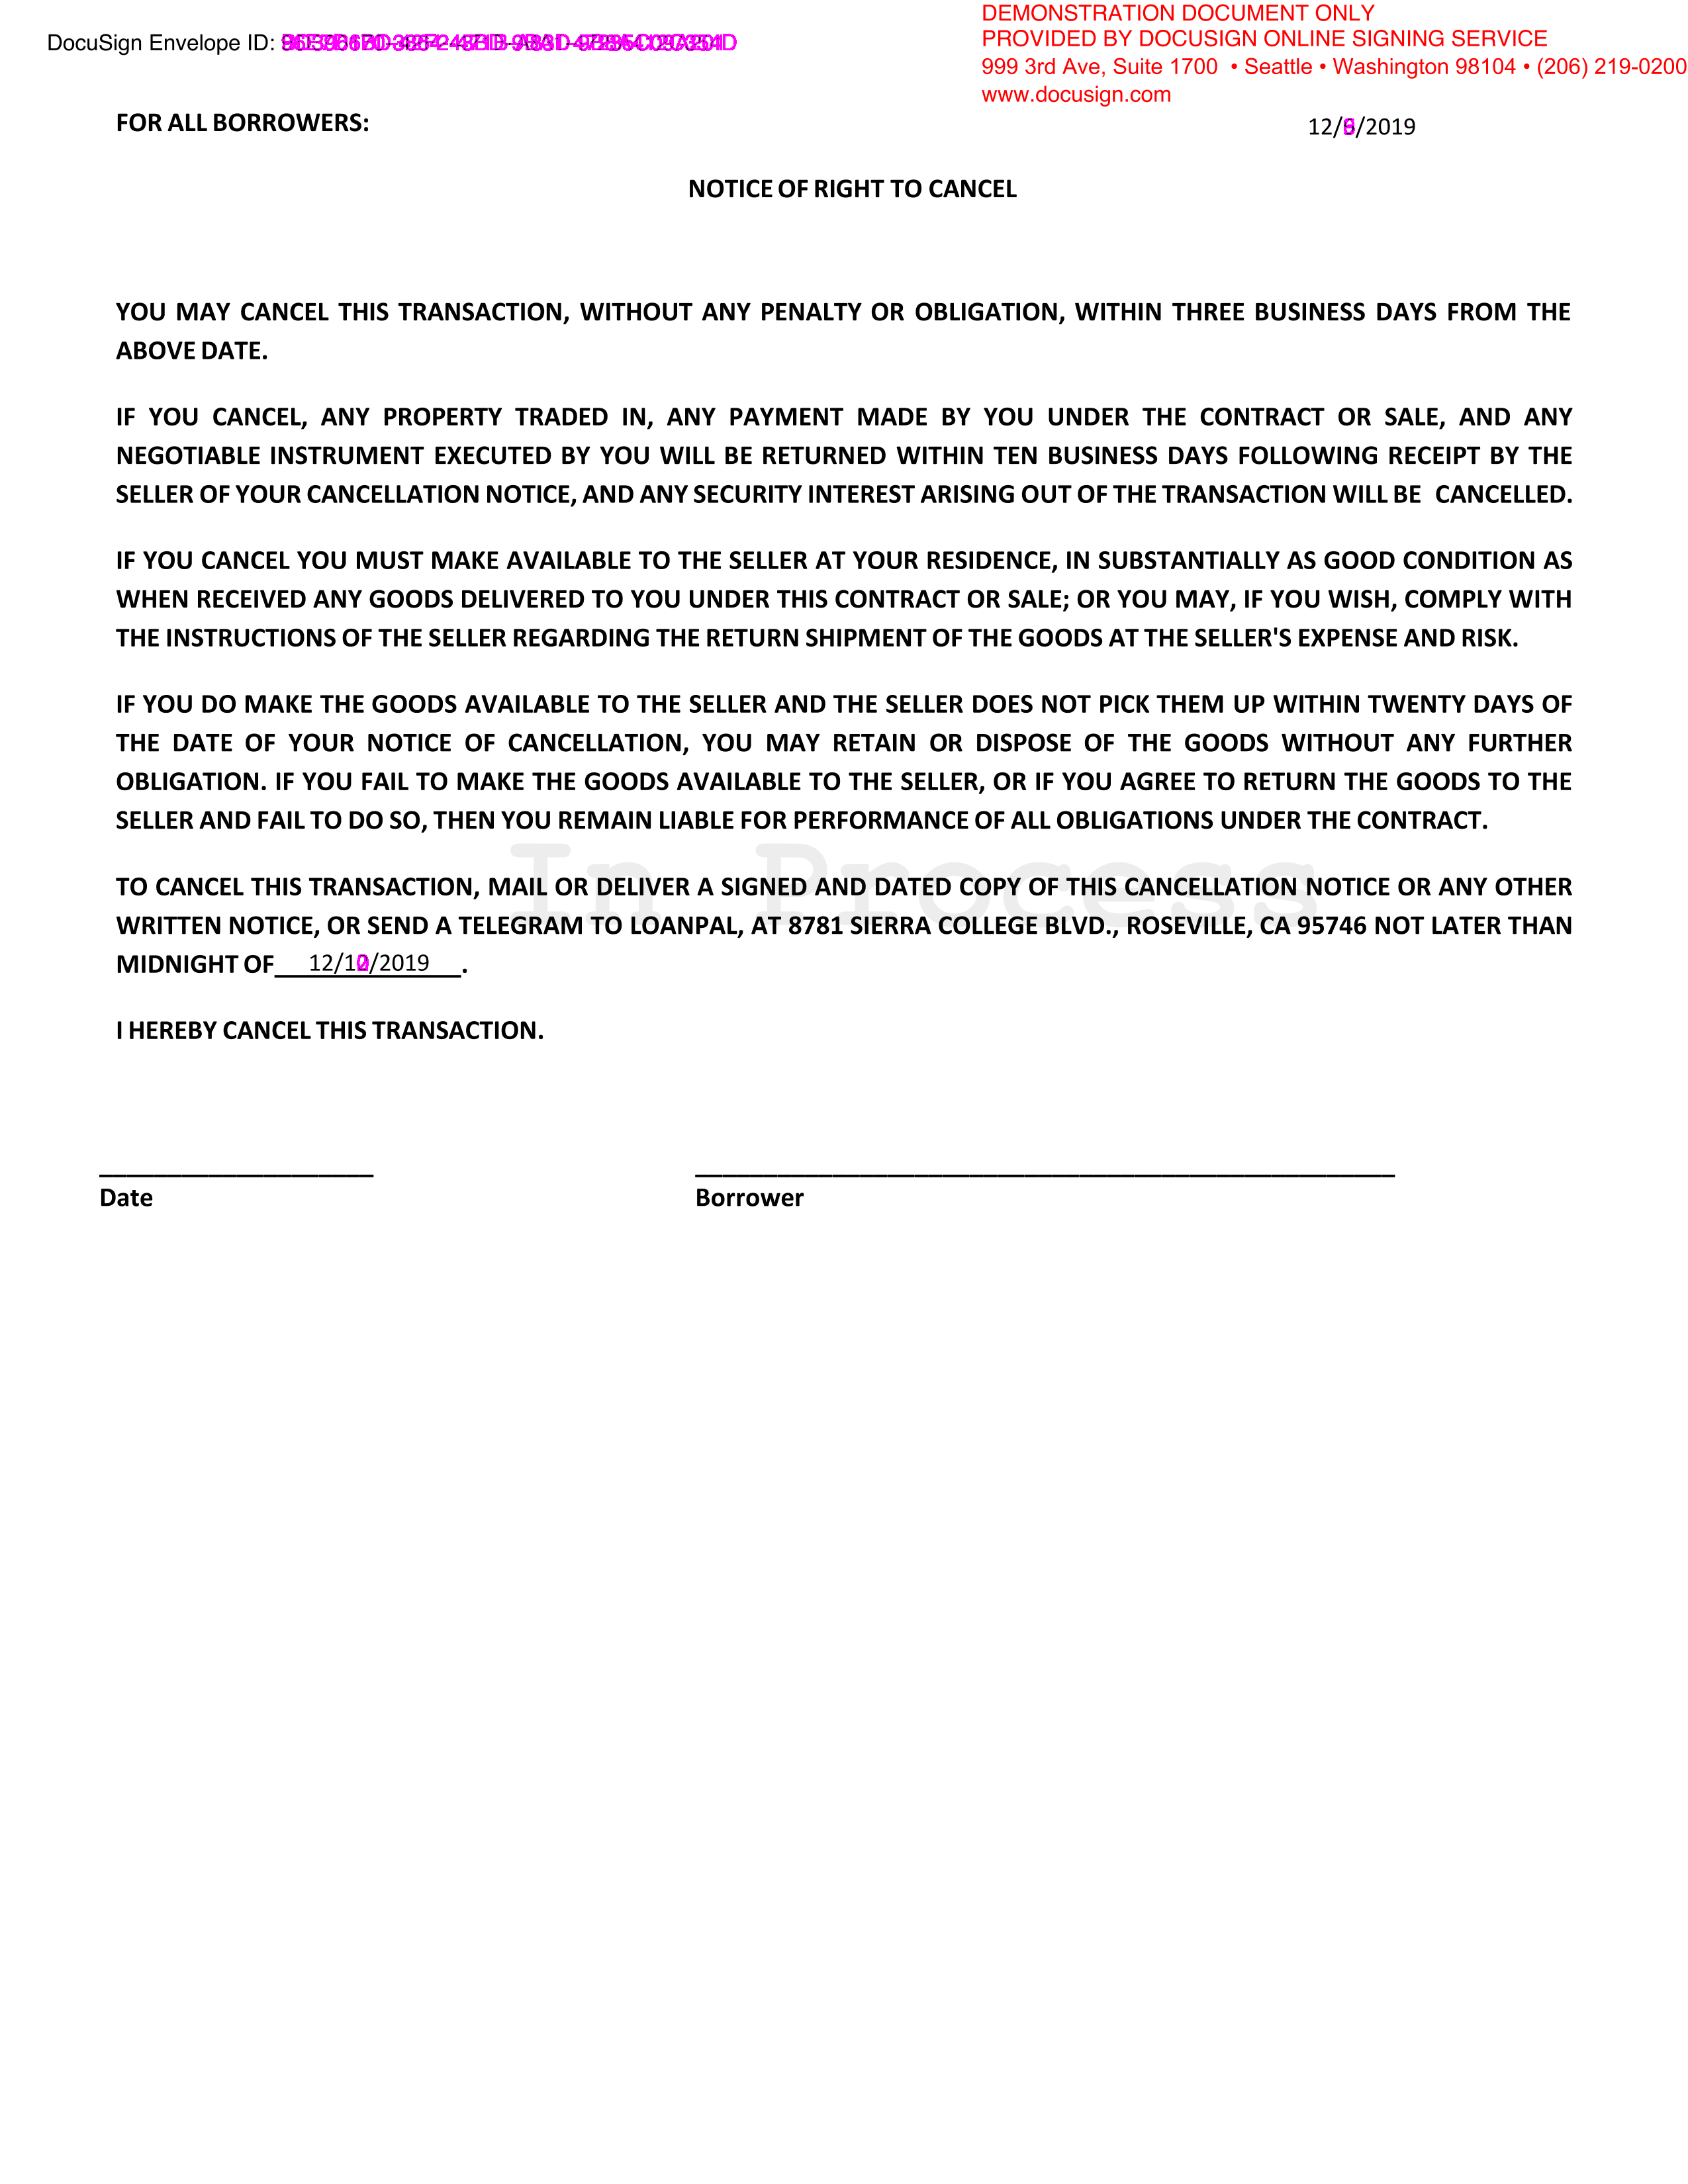 DEMONSTRATION DOCUMENT ONLY
PROVIDED BY DOCUSIGN ONLINE SIGNING SERVICE
999 3rd Ave, Suite 1700 • Seattle • Washington 98104 • (206) 219-0200
www.docusign.com
DocuSign Envelope ID:
FOR ALL BORROWERS:
NOTICE OF RIGHT TO CANCEL
YOU MAY CANCEL THIS TRANSACTION, WITHOUT ANY PENALTY OR OBLIGATION, WITHIN THREE BUSINESS DAYS FROM THE
ABOVE DATE.
IF YOU CANCEL, ANY PROPERTY TRADED IN, ANY PAYMENT MADE BY YOU UNDER THE CONTRACT OR SALE, AND ANY
NEGOTIABLE INSTRUMENT EXECUTED BY YOU WILL BE RETURNED WITHIN TEN BUSINESS DAYS FOLLOWING RECEIPT BY THE
SELLER OF YOUR CANCELLATION NOTICE, AND ANY SECURITY INTEREST ARISING OUT OF THE TRANSACTION WILL BE CANCELLED.
IF YOU CANCEL YOU MUST MAKE AVAILABLE TO THE SELLER AT YOUR RESIDENCE, IN SUBSTANTIALLY AS GOOD CONDITION AS
WHEN RECEIVED ANY GOODS DELIVERED TO YOU UNDER THIS CONTRACT OR SALE; OR YOU MAY, IF YOU WISH, COMPLY WITH
THE INSTRUCTIONS OF THE SELLER REGARDING THE RETURN SHIPMENT OF THE GOODS AT THE SELLER'S EXPENSE AND RISK.
IF YOU DO MAKE THE GOODS AVAILABLE TO THE SELLER AND THE SELLER DOES NOT PICK THEM UP WITHIN TWENTY DAYS OF
THE DATE OF YOUR NOTICE OF CANCELLATION, YOU MAY RETAIN OR DISPOSE OF THE GOODS WITHOUT ANY FURTHER
OBLIGATION. IF YOU FAIL TO MAKE THE GOODS AVAILABLE TO THE SELLER, OR IF YOU AGREE TO RETURN THE GOODS TO THE
SELLER AND FAIL TO DO SO, THEN YOU REMAIN LIABLE FOR PERFORMANCE OF ALL OBLIGATIONS UNDER THE CONTRACT.
In Process
TO CANCEL THIS TRANSACTION, MAIL OR DELIVER A SIGNED AND DATED COPY OF THIS CANCELLATION NOTICE OR ANY OTHER
WRITTEN NOTICE, OR SEND A TELEGRAM TO LOANPAL, AT 8781 SIERRA COLLEGE BLVD., ROSEVILLE, CA 95746 NOT LATER THAN
MIDNIGHT OF .
I HEREBY CANCEL THIS TRANSACTION.
Date Borrower